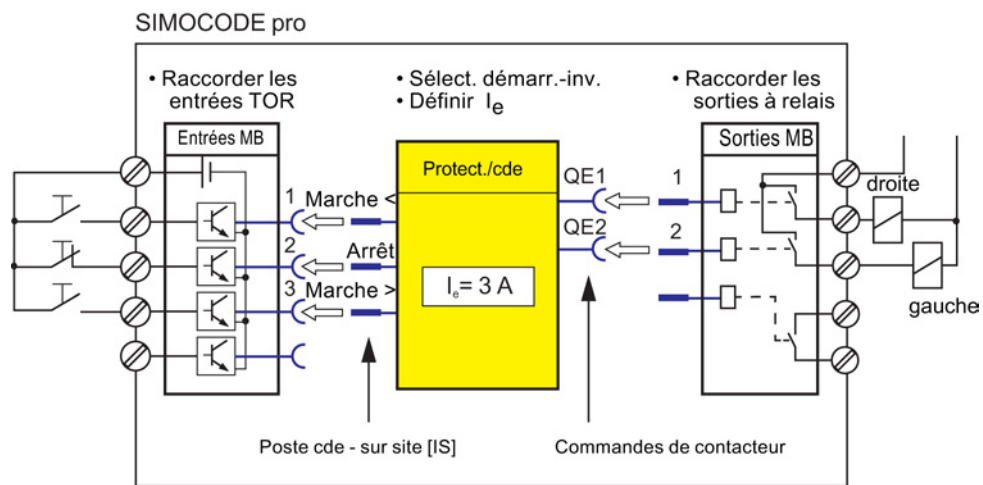 SIMOCODE pro
• Raccorder les
entrées TOR
• Sélect. démarr.-inv.
• Définir Ie
• Raccorder les
sorties à relais
Entrées MB
Protect./cde
Sorties MB
1
Marche <
2
Arrêt
3
Marche >
Ie= 3 A
QE1
1
QE2
2
droite
gauche
Poste cde - sur site [IS]
Commandes de contacteur